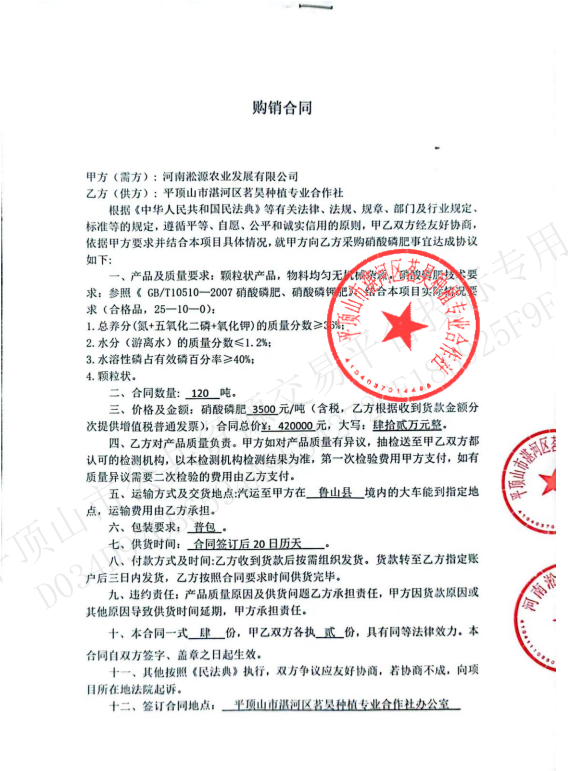 购销合同
甲方（需方）：河南淞源农业发展有限公司
乙方（供方）：平顶山市湛河区茗昊种植专业合作社
根据《中华人民共和国民法典》等有关法律、法规、规章、部门及行业规定、
标准等的规定，遵循平等、自愿、公平和诚实信用的原则，甲乙双方经友好协商，
依据甲方要求并结合本项目具体情况，就甲方向乙方采购硝酸磷肥事宜达成协议
如下：
一、产品及质量要求：颗粒状产品，物料均匀无机械杂质，硝酸磷肥技术要
求：参照《 GB/T10510—2007 硝酸磷肥、硝酸磷钾肥》，结合本项目实际情况要
求（合格品，25－10－0）：
1.总养分(氮+五氧化二磷+氧化钾)的质量分数≥36%；
2.水分（游离水）的质量分数≤1.2%；
3.水溶性磷占有效磷百分率≥40%；
4.颗粒状。
二、合同数量： 120 吨。
三、价格及金额：硝酸磷肥 3500 元/吨（含税，乙方根据收到货款金额分
次提供增值税普通发票），合同总价¥：420000 元，大写：肆拾贰万元整。
四、乙方对产品质量负责。甲方如对产品质量有异议，抽检送至甲乙双方都
认可的检测机构，以本检测机构检测结果为准，第一次检验费用甲方支付，如有
质量异议需要二次检验的费用由乙方支付。
五、运输方式及交货地点:汽运至甲方在 鲁山县 境内的大车能到指定地
点，运输费用由乙方承担。
六、包装要求： 普包 。
七、供货时间： 合同签订后 20 日历天 。
八、付款方式及时间:乙方收到货款后按需组织发货。货款转至乙方指定账
户后三日内发货，乙方按照合同要求时间供货完毕。
九、违约责任：产品质量原因及供货问题乙方承担责任，甲方因货款原因或
其他原因导致供货时间延期，甲方承担责任。
十、本合同一式 肆 份，甲乙双方各执 贰 份，具有同等法律效力。本
合同自双方签字、盖章之日起生效。
十一、其他按照《民法典》执行，双方争议应友好协商，若协商不成，向项
目所在地法院起诉。
十二、签订合同地点： 平顶山市湛河区茗昊种植专业合作社办公室
平顶山市湛河区茗昊种植专业合作社
4104037014498
平顶山市湛河区茗
河南淞